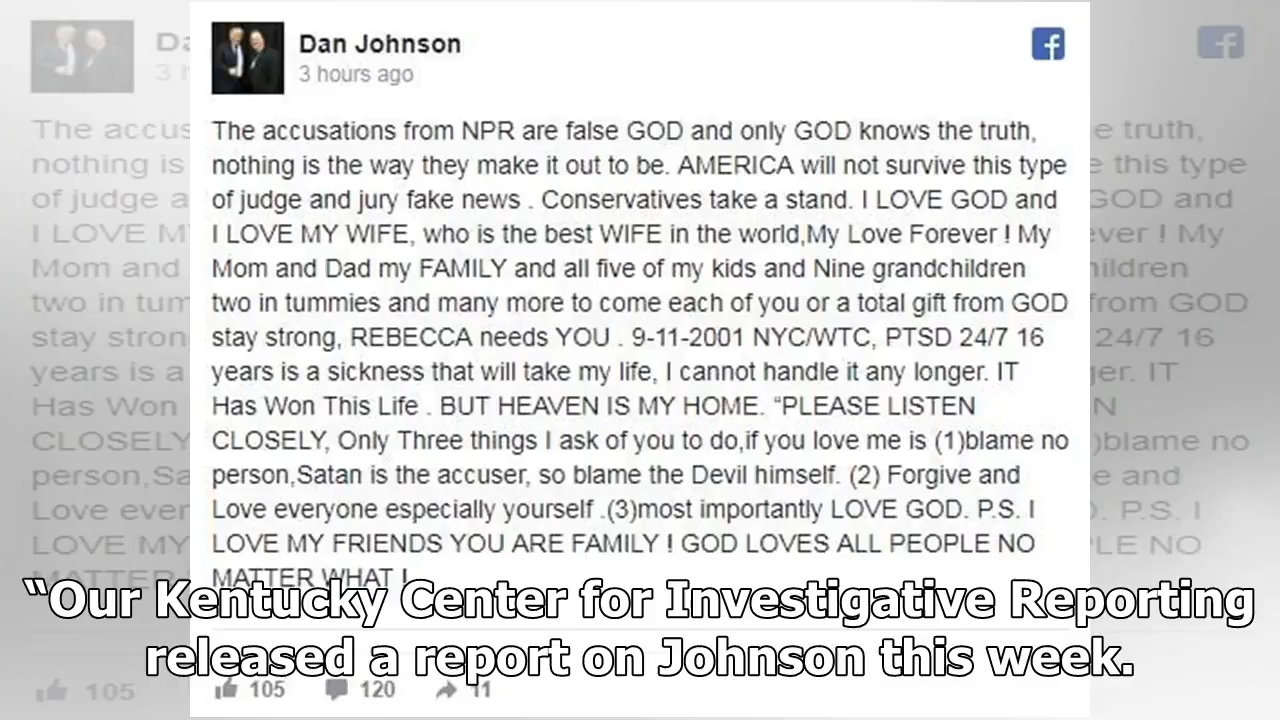 Dan Johnson
3 hours ago
The accusations from NPR are false GOD and only GOD knows the truth,
nothing is the way they make it out to be. AMERICA will not survive this type
of judge and jury fake news . Conservatives take a stand. I LOVE GOD and
I LOVE MY WIFE, who is the best WIFE in the world,My Love Forever ! My
Mom and Dad my FAMILY and all five of my kids and Nine grandchildren
two in tummies and many more to come each of you or a total gift from GOD
stay strong, REBECCA needs YOU . 9-11-2001 NYC/WTC, PTSD 24/7 16
years is a sickness that will take my life, I cannot handle it any longer. IT
Has Won This Life . BUT HEAVEN IS MY HOME. “PLEASE LISTEN
CLOSELY, Only Three things I ask of you to do,if you love me is (1)blame no
person,Satan is the accuser, so blame the Devil himself. (2) Forgive and
Love everyone especially yourself .(3)most importantly LOVE GOD. P.S. I
LOVE MY FRIENDS YOU ARE FAMILY ! GOD LOVES ALL PEOPLE NO
MATTER WHAT !
“Our Kentucky Center for Investigative Reporting
released a report on Johnson this week.
105 120 11